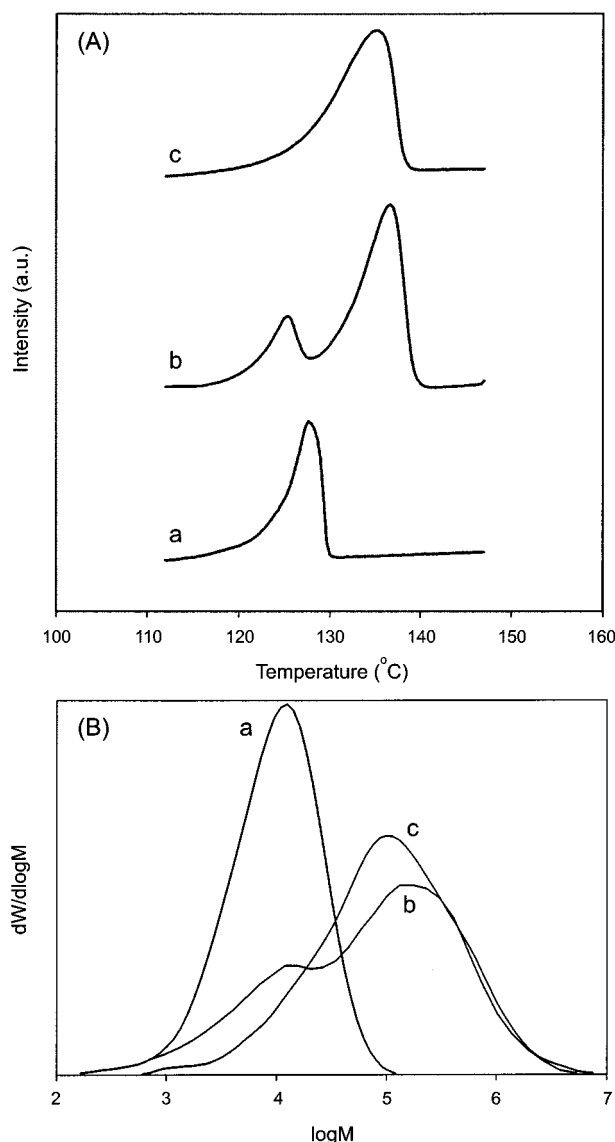 (A)
c
b
a
Intensity (a.u.)
100 110 120 130 140 150 160
Temperature (°C)
(B)
a
c
b
dW/dlogM
2 3 4 5 6 7
logM